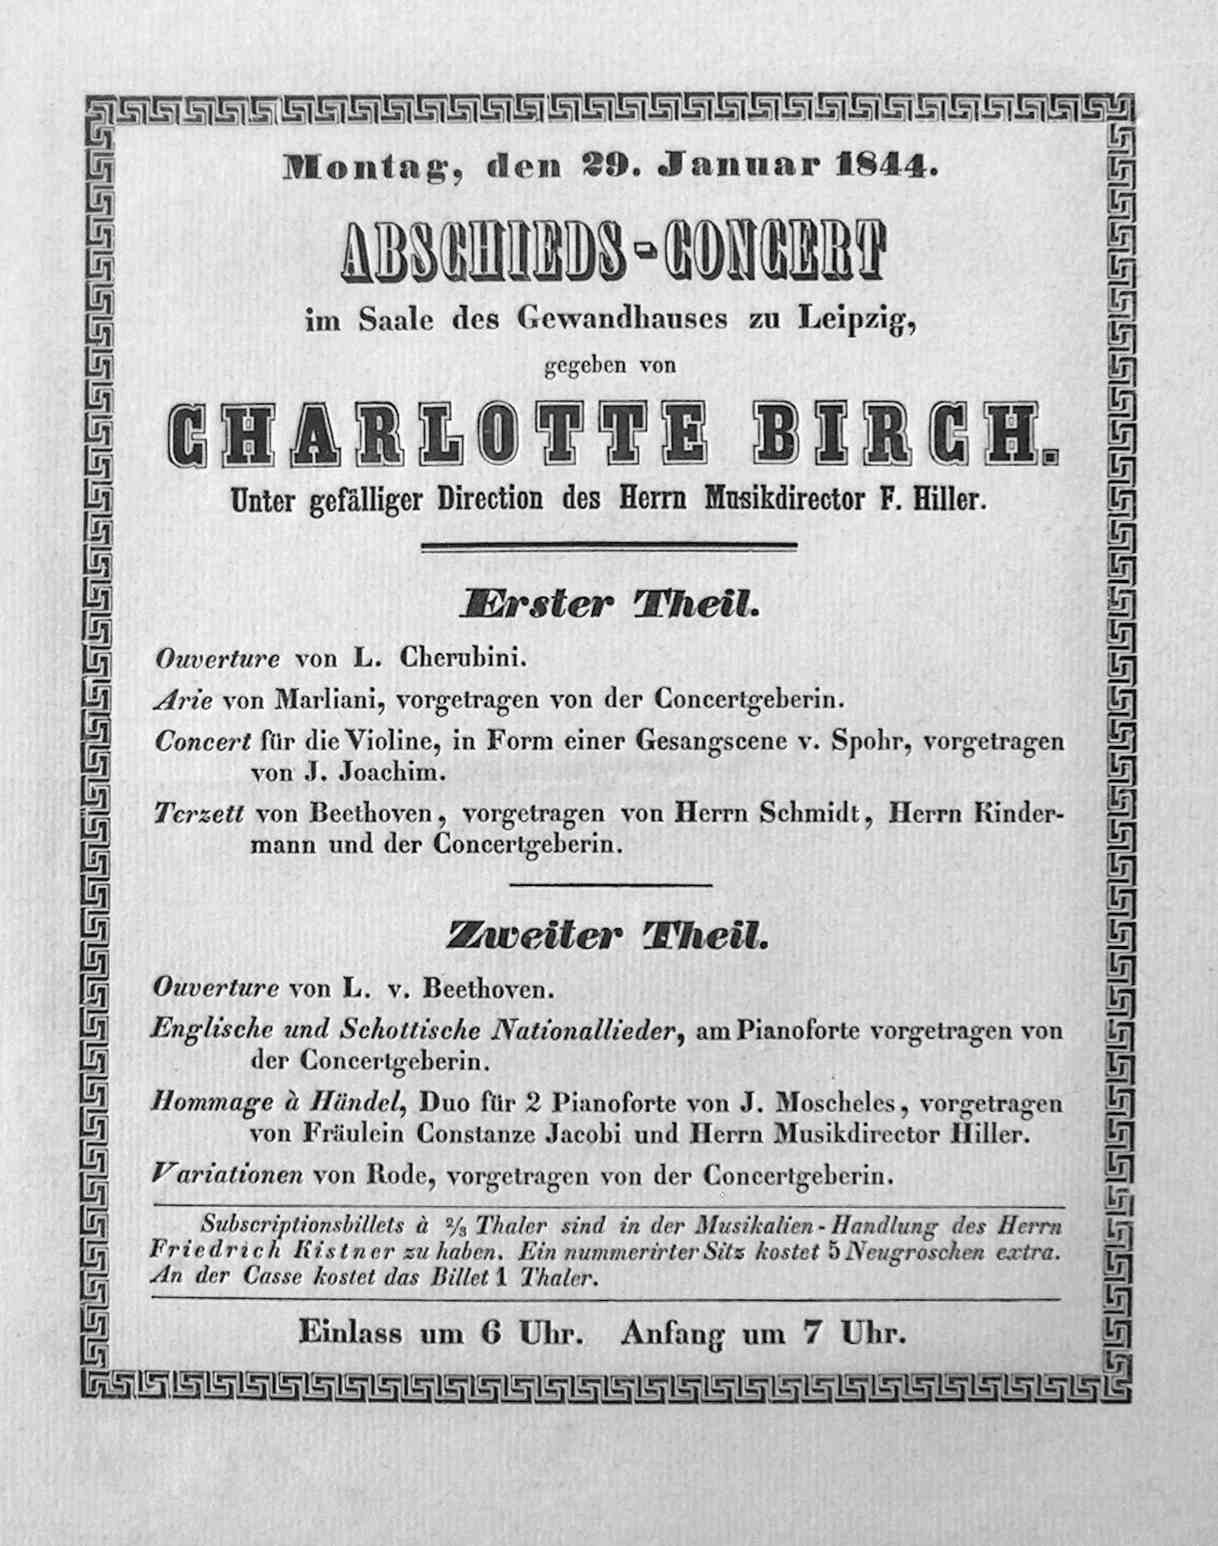 Montag, den 29. Januar 1844.
ABSCHIEDS-CONCERT
im Saale des Gewandhauses zu Leipzig,
gegeben von
CHARLOTTE BIRCH.
Unter gefälliger Direction des Herrn Musikdirector F. Hiller.
Erster Theil.
Ouverture von L. Cherubini.
Arie von Marliani, vorgetragen von der Concertgeberin.
Concert für die Violine, in Form einer Gesangscene v. Spohr, vorgetragen
von J. Joachim.
Terzett von Beethoven, vorgetragen von Herrn Schmidt, Herrn Kinder-
mann und der Concertgeberin.
Zweiter Theil.
Ouverture von L. v. Beethoven.
Englische und Schottische Nationallieder, am Pianoforte vorgetragen von
der Concertgeberin.
Hommage à Händel, Duo für 2 Pianoforte von J. Moscheles, vorgetragen
von Fräulein Constanze Jacobi und Herrn Musikdirector Hiller.
Variationen von Rode, vorgetragen von der Concertgeberin.
Subscriptionsbillets à 2/3 Thaler sind in der Musikalien-Handlung des Herrn
Friedrich Kistner zu haben. Ein nummerirter Sitz kostet 5 Neugroschen extra.
An der Casse kostet das Billet 1 Thaler.
Einlass um 6 Uhr. Anfang um 7 Uhr.